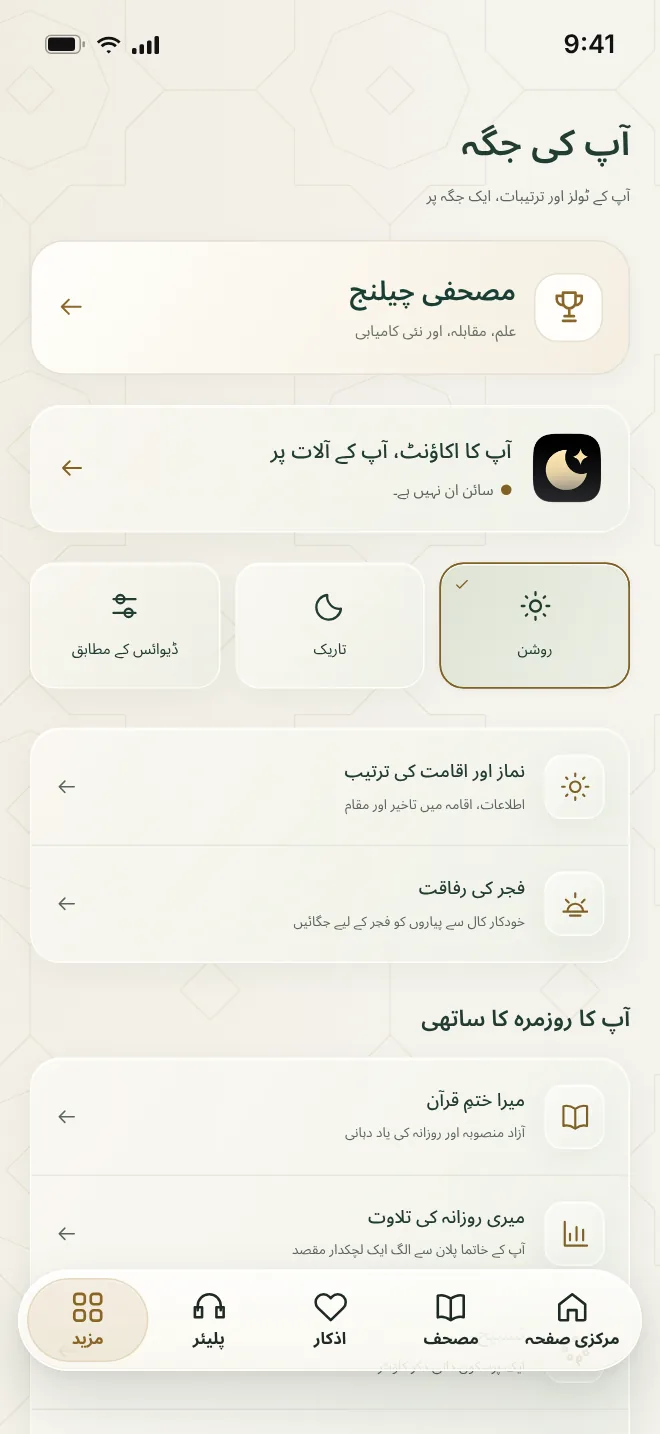 9:41
آپ کی جگہ
آپ کے ٹولز اور ترتیبات، ایک جگہ پر
مصحفی چیلنج
علم، مقابلہ، اور نئی کامیابی
آپ کا اکاؤنٹ، آپ کے آلات پر
سائن ان نہیں ہے۔
روشن
تاریک
ڈیوائس کے مطابق
نماز اور اقامت کی ترتیب
اطلاعات، اقامہ میں تاخیر اور مقام
فجر کی رفاقت
خودکار کال سے پیاروں کو فجر کے لیے جگائیں
آپ کا روزمرہ کا ساتھی
میرا ختمِ قرآن
آزاد منصوبہ اور روزانہ کی یاد دہانی
میری روزانہ کی تلاوت
آپ کے خاتما پلان سے الگ ایک لچکدار مقصد
مرکزی صفحہ
مصحف
اذکار
پلیئر
مزید